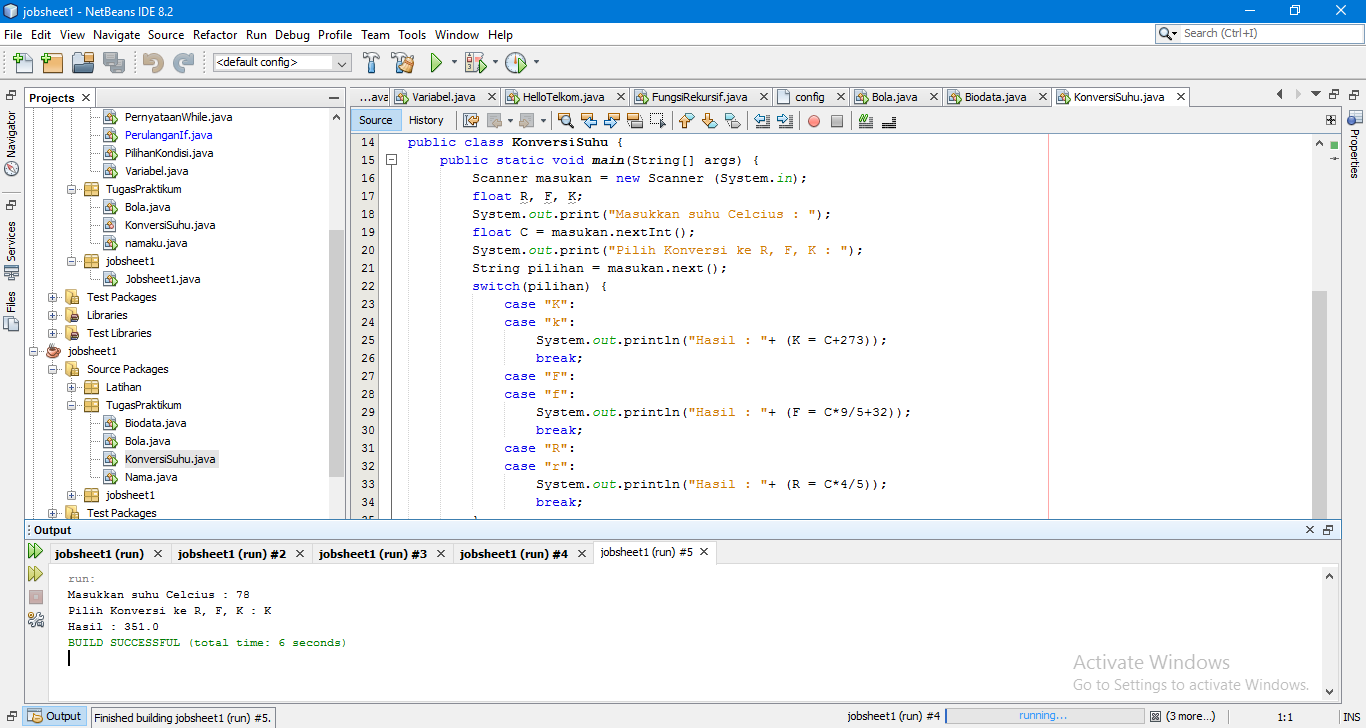 jobsheet1 - NetBeans IDE 8.2
File Edit View Navigate Source Refactor Run Debug Profile Team Tools Window Help
Search (Ctrl+I)
<default config>
Projects
...ava Variabel.java HelloTelkom.java FungsiRekursif.java config Bola.java Biodata.java KonversiSuhu.java
Source History
Navigator
Services
Files
Properties
PernyataanWhile.java
PerulanganIf.java
PilihanKondisi.java
Variabel.java
TugasPraktikum
Bola.java
KonversiSuhu.java
namaku.java
jobsheet1
Jobsheet1.java
Test Packages
Libraries
Test Libraries
jobsheet1
Source Packages
Latihan
TugasPraktikum
Biodata.java
Bola.java
KonversiSuhu.java
Nama.java
jobsheet1
Test Packages
14 public class KonversiSuhu {
15 public static void main(String[] args) {
16 Scanner masukan = new Scanner (System.in);
17 float R, F, K;
18 System.out.print("Masukkan suhu Celcius : ");
19 float C = masukan.nextInt();
20 System.out.print("Pilih Konversi ke R, F, K : ");
21 String pilihan = masukan.next();
22 switch(pilihan) {
23 case "K":
24 case "k":
25 System.out.println("Hasil : "+ (K = C+273));
26 break;
27 case "F":
28 case "f":
29 System.out.println("Hasil : "+ (F = C*9/5+32));
30 break;
31 case "R":
32 case "r":
33 System.out.println("Hasil : "+ (R = C*4/5));
34 break;
Output
jobsheet1 (run) jobsheet1 (run) #2 jobsheet1 (run) #3 jobsheet1 (run) #4 jobsheet1 (run) #5
run:
Masukkan suhu Celcius : 78
Pilih Konversi ke R, F, K : K
Hasil : 351.0
BUILD SUCCESSFUL (total time: 6 seconds)
Activate Windows
Go to Settings to activate Windows.
Output
Finished building jobsheet1 (run) #5.
jobsheet1 (run) #4 running... (3 more...) 1:1 INS